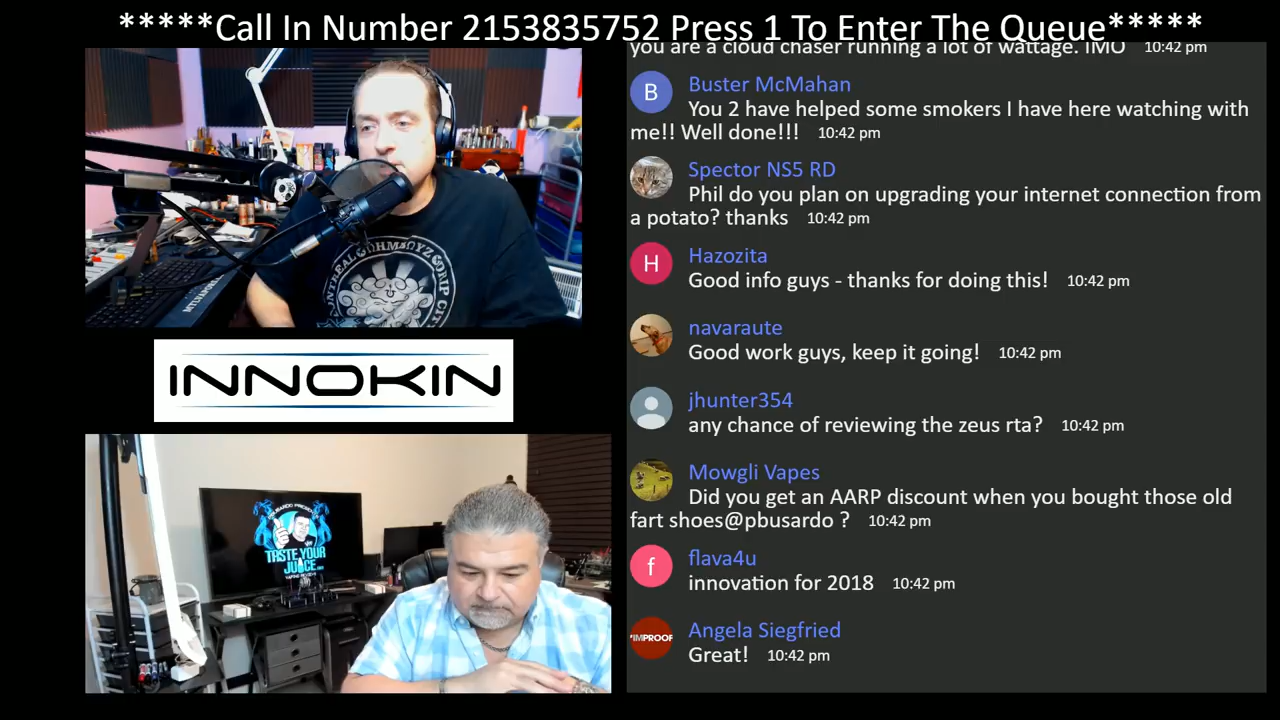 *****Call In Number 2153835752 Press 1 To Enter The Queue*****
you are a cloud chaser running a lot of wattage. IMO 10:42 pm
B
Buster McMahan
You 2 have helped some smokers I have here watching with
me!! Well done!!! 10:42 pm
Spector NS5 RD
Phil do you plan on upgrading your internet connection from
a potato? thanks 10:42 pm
H
Hazozita
Good info guys - thanks for doing this! 10:42 pm
navaraute
Good work guys, keep it going! 10:42 pm
jhunter354
any chance of reviewing the zeus rta? 10:42 pm
Mowgli Vapes
Did you get an AARP discount when you bought those old
fart shoes@pbusardo ? 10:42 pm
f
flava4u
innovation for 2018 10:42 pm
Angela Siegfried
Great! 10:42 pm
INNOKIN
TASTE YOUR
JUICE